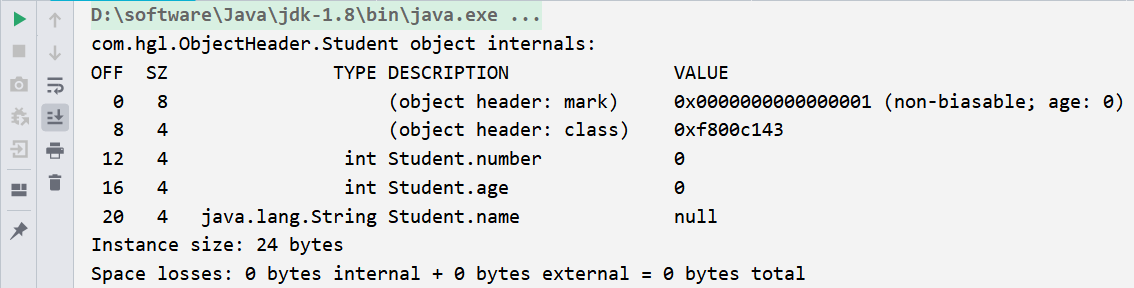 D:\software\Java\jdk-1.8\bin\java.exe ...
com.hgl.ObjectHeader.Student object internals:
OFF  SZ               TYPE DESCRIPTION               VALUE
  0   8                    (object header: mark)     0x0000000000000001 (non-biasable; age: 0)
  8   4                    (object header: class)    0xf800c143
 12   4                int Student.number            0
 16   4                int Student.age               0
 20   4   java.lang.String Student.name              null
Instance size: 24 bytes
Space losses: 0 bytes internal + 0 bytes external = 0 bytes total